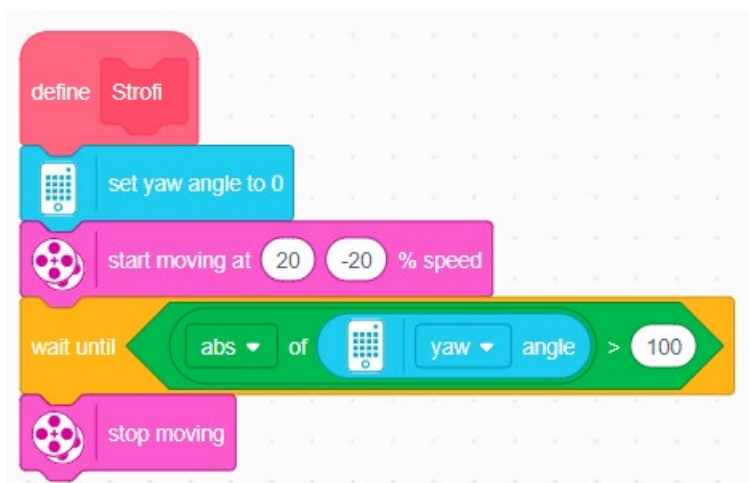 define Strofi
set yaw angle to 0
start moving at 20 -20 % speed
wait until abs of yaw angle > 100
stop moving